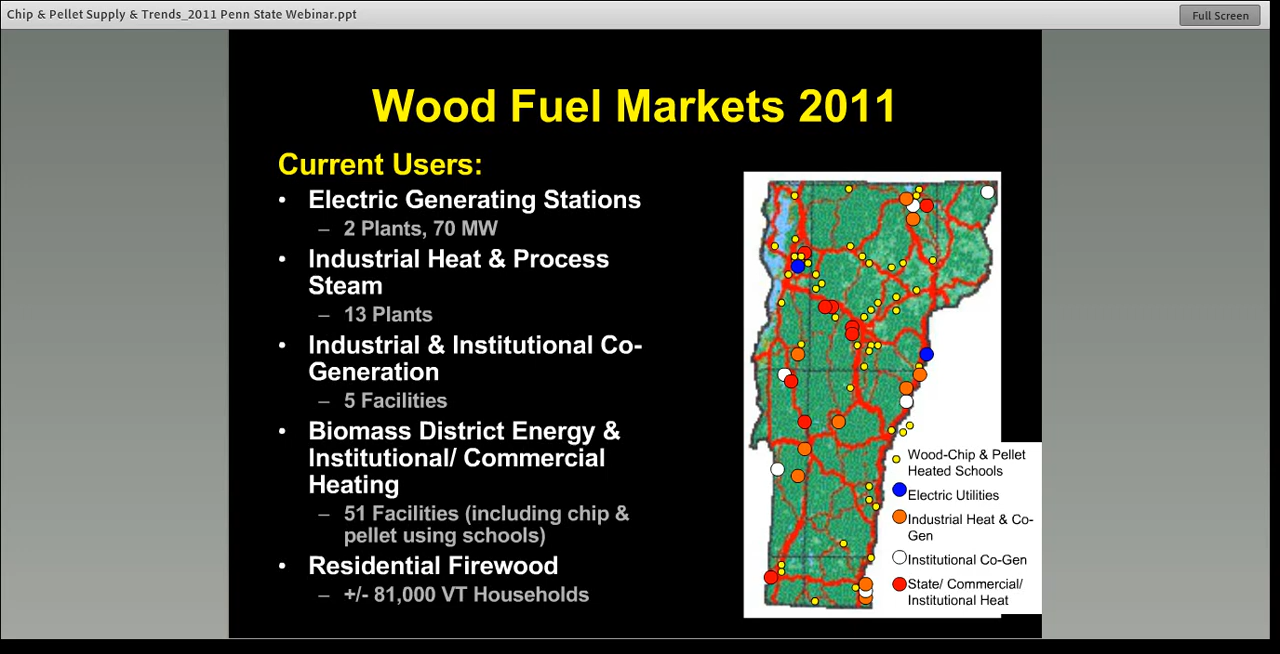 Chip & Pellet Supply & Trends_2011 Penn State Webinar.ppt
Full Screen
Wood Fuel Markets 2011
Current Users:
• Electric Generating Stations
– 2 Plants, 70 MW
• Industrial Heat & Process
Steam
– 13 Plants
• Industrial & Institutional Co-
Generation
– 5 Facilities
• Biomass District Energy &
Institutional/ Commercial
Heating
– 51 Facilities (including chip &
pellet using schools)
• Residential Firewood
– +/- 81,000 VT Households
Wood-Chip & Pellet
Heated Schools
Electric Utilities
Industrial Heat & Co-
Gen
Institutional Co-Gen
State/ Commercial/
Institutional Heat